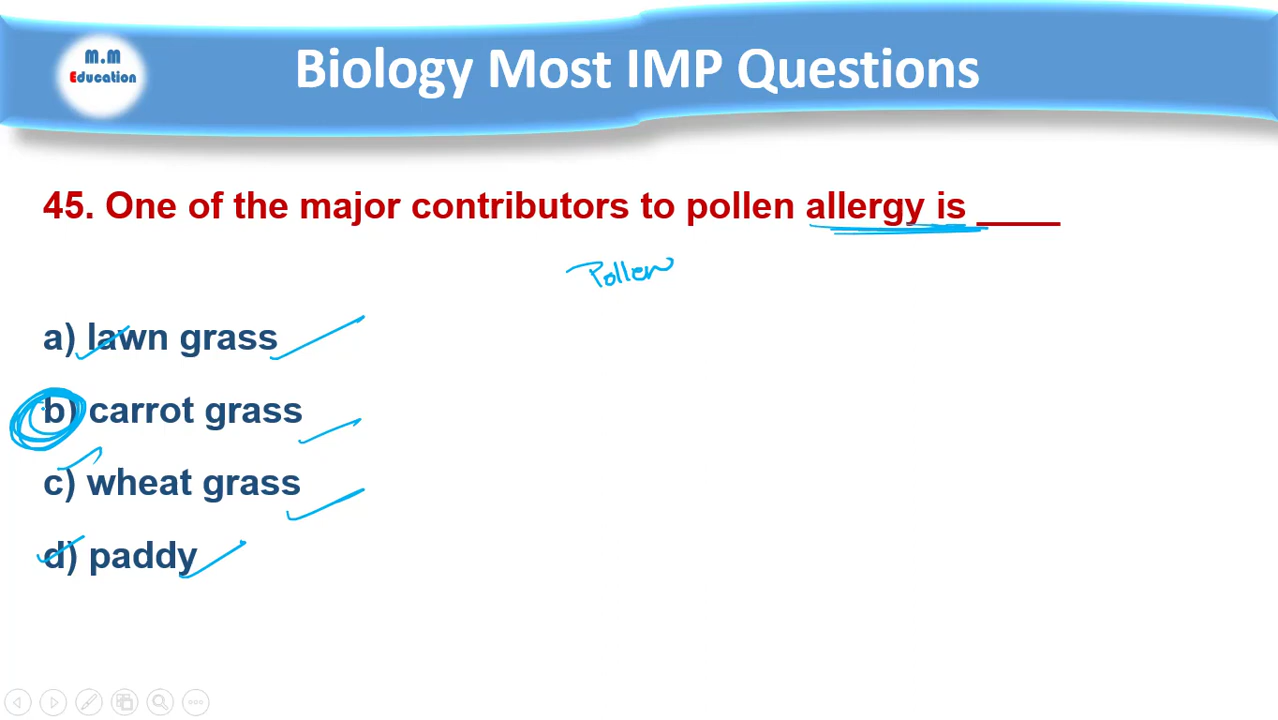 M.M
Education
Biology Most IMP Questions
45. One of the major contributors to pollen allergy is ____
Pollen
a) lawn grass
b) carrot grass
c) wheat grass
d) paddy